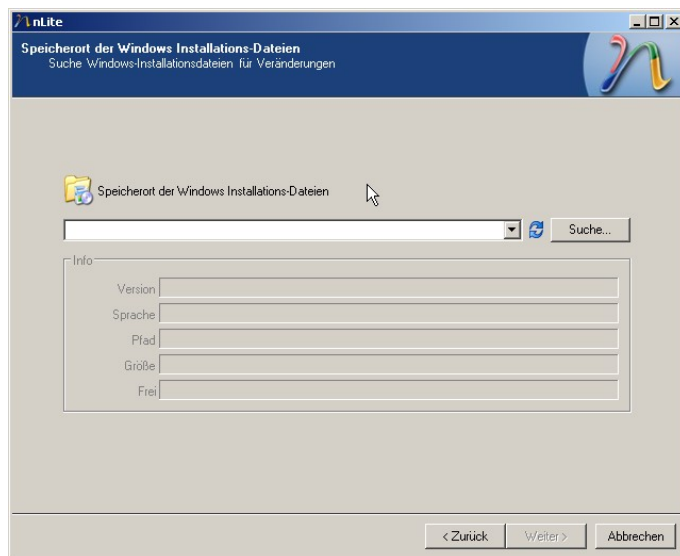 nLite
Speicherort der Windows Installations-Dateien
Suche Windows-Installationsdateien für Veränderungen
Speicherort der Windows Installations-Dateien
Suche...
Info
Version
Sprache
Pfad
Größe
Frei
< Zurück Weiter > Abbrechen